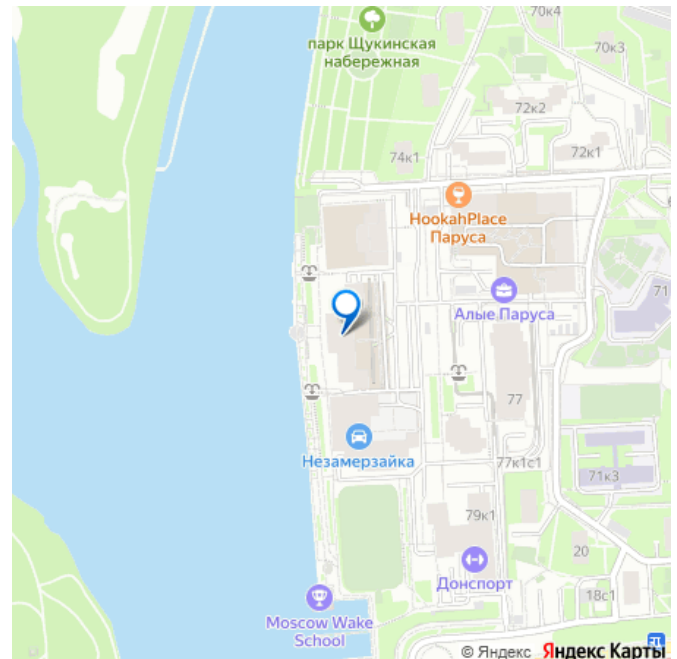 70к4
парк Щукинская
набережная
70к3
72к2
74к1
72к1
HookahPlace
Паруса
71
Алые Паруса
77
Незамерзайка
77к1с1
71к3
79к1
20
Донспорт
18с1
Moscow Wake
School
© Яндекс Яндекс Карты